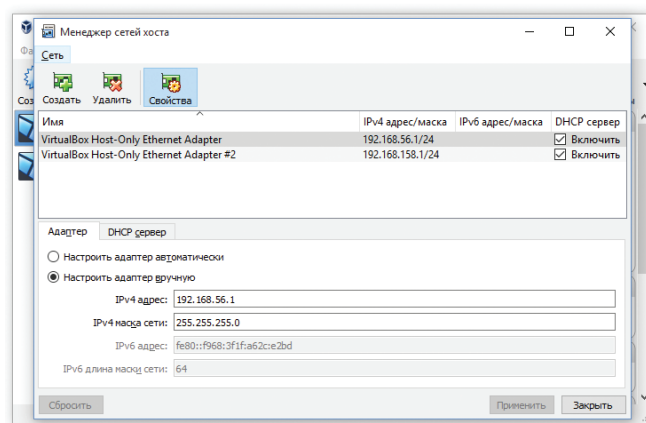 Менеджер сетей хоста
Фа
Сеть
Соз
Создать Удалить Свойства
Имя IPv4 адрес/маска IPv6 адрес/маска DHCP сервер
VirtualBox Host-Only Ethernet Adapter 192.168.56.1/24 Включить
VirtualBox Host-Only Ethernet Adapter #2 192.168.158.1/24 Включить
Адаптер DHCP сервер
Настроить адаптер автоматически
Настроить адаптер вручную
IPv4 адрес: 192.168.56.1
IPv4 маска сети: 255.255.255.0
IPv6 адрес: fe80::f968:3f1f:a62c:e2bd
IPv6 длина маски сети: 64
Сбросить Применить Закрыть